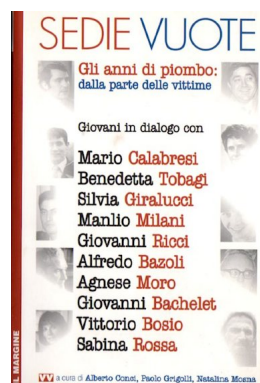 SEDIE VUOTE
Gli anni di piombo:
dalla parte delle vittime
Giovani in dialogo con
Mario Calabresi
Benedetta Tobagi
Silvia Giralucci
Manlio Milani
Giovanni Ricci
Alfredo Bazoli
Agnese Moro
Giovanni Bachelet
Vittorio Bosio
Sabina Rossa
VV a cura di Alberto Conci, Paolo Grigolli, Natalina Mosna
IL MARGINE